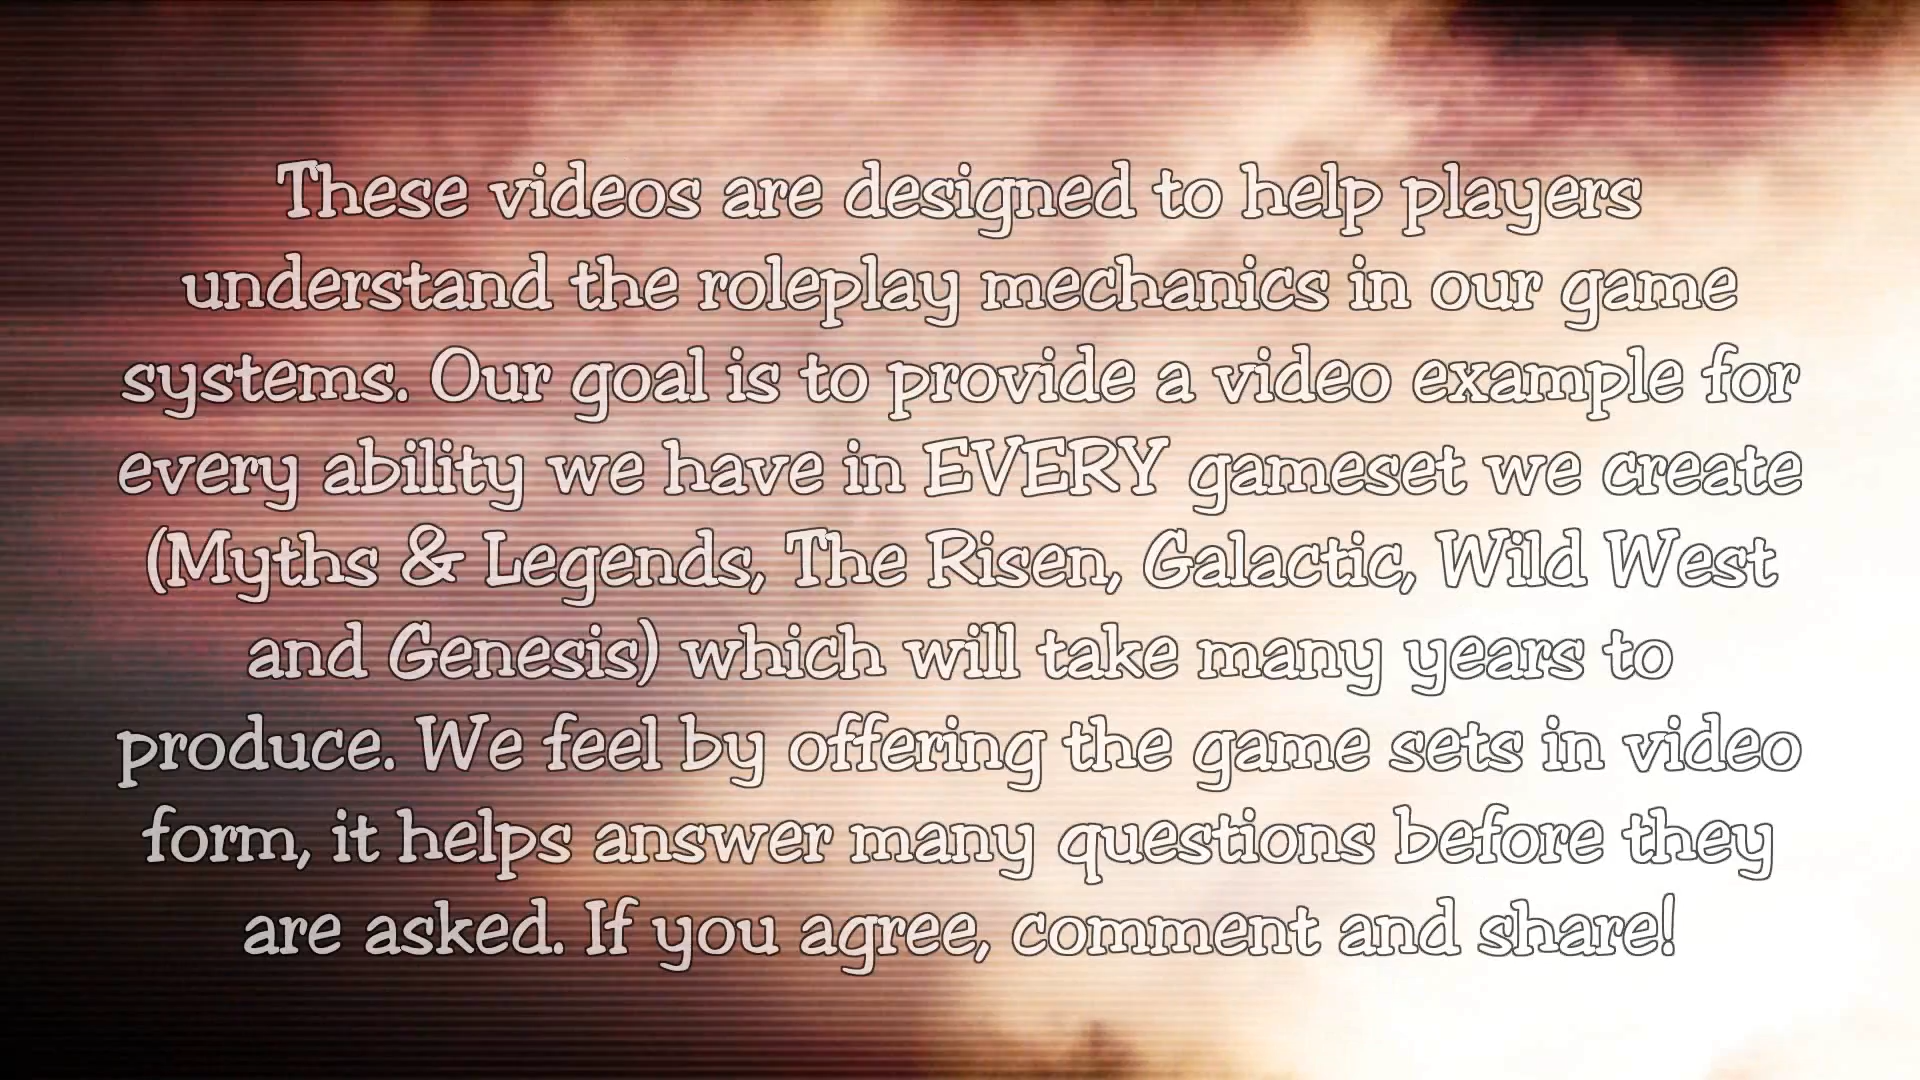 These videos are designed to help players
understand the roleplay mechanics in our game
systems. Our goal is to provide a video example for
every ability we have in EVERY gameset we create
(Myths & Legends, The Risen, Galactic, Wild West
and Genesis) which will take many years to
produce. We feel by offering the game sets in video
form, it helps answer many questions before they
are asked. If you agree, comment and share!